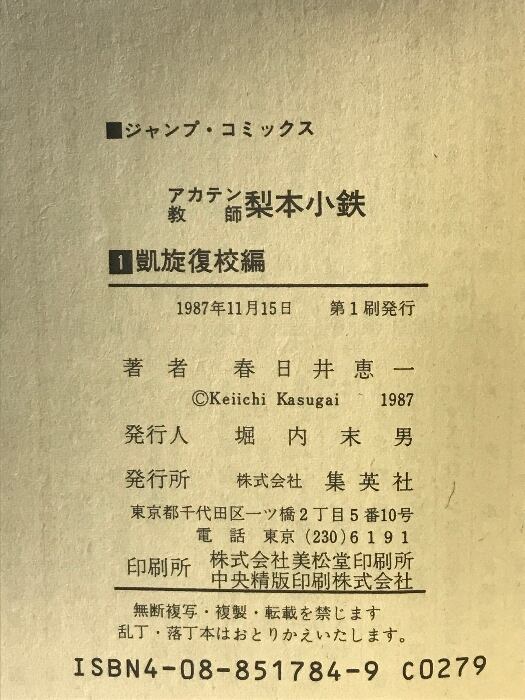 ■ジャンプ・コミックス
アカテン教師梨本小鉄
1凱旋復校編
1987年11月15日 第1刷発行
著者 春日井恵一
©Keiichi Kasugai 1987
発行人 堀内末男
発行所 株式会社 集英社
東京都千代田区一ツ橋2丁目5番10号
電話 東京(230)6191
印刷所 株式会社美松堂印刷所
中央精版印刷株式会社
無断複写・複製・転載を禁じます
乱丁・落丁本はおとりかえいたします。
ISBN4-08-851784-9 C0279